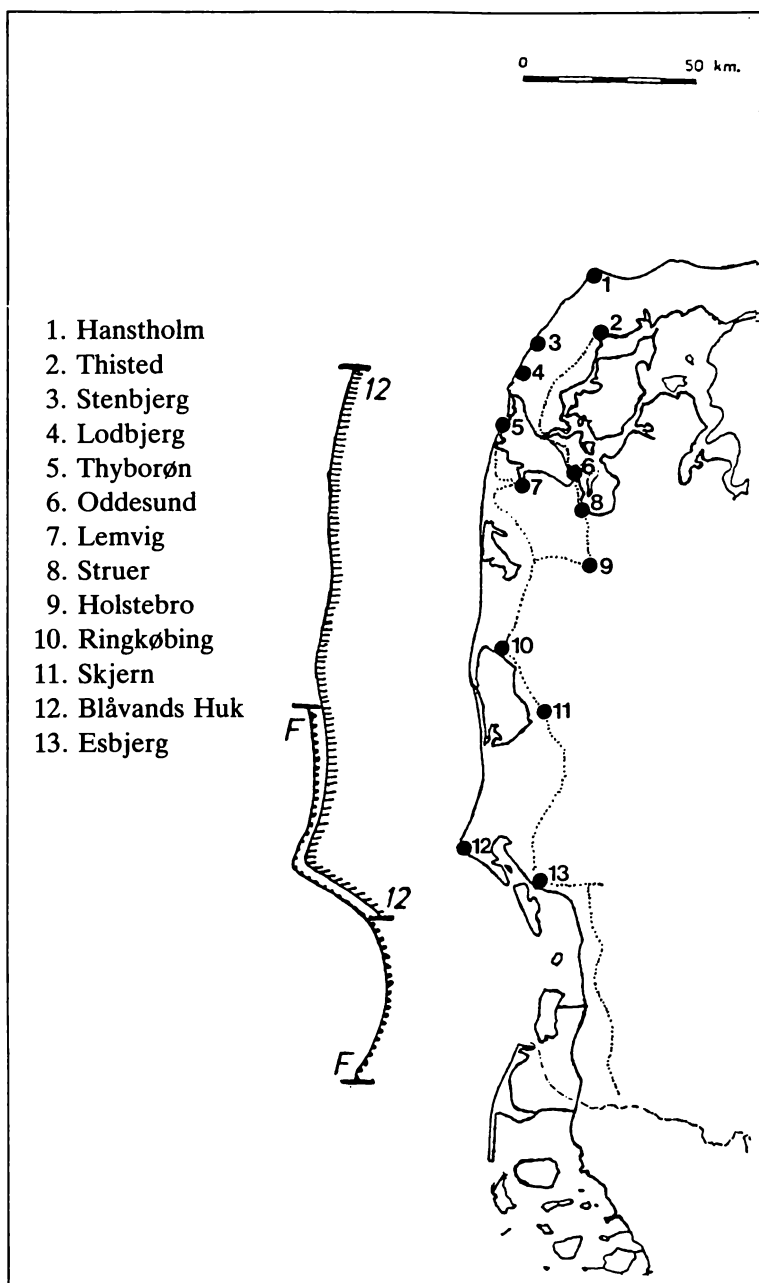 0 50 km.
1. Hanstholm
2. Thisted
3. Stenbjerg
4. Lodbjerg
5. Thyborøn
6. Oddesund
7. Lemvig
8. Struer
9. Holstebro
10. Ringkøbing
11. Skjern
12. Blåvands Huk
13. Esbjerg
12
F
12
F
1
2
3
4
5
6
7
8
9
10
11
12
13